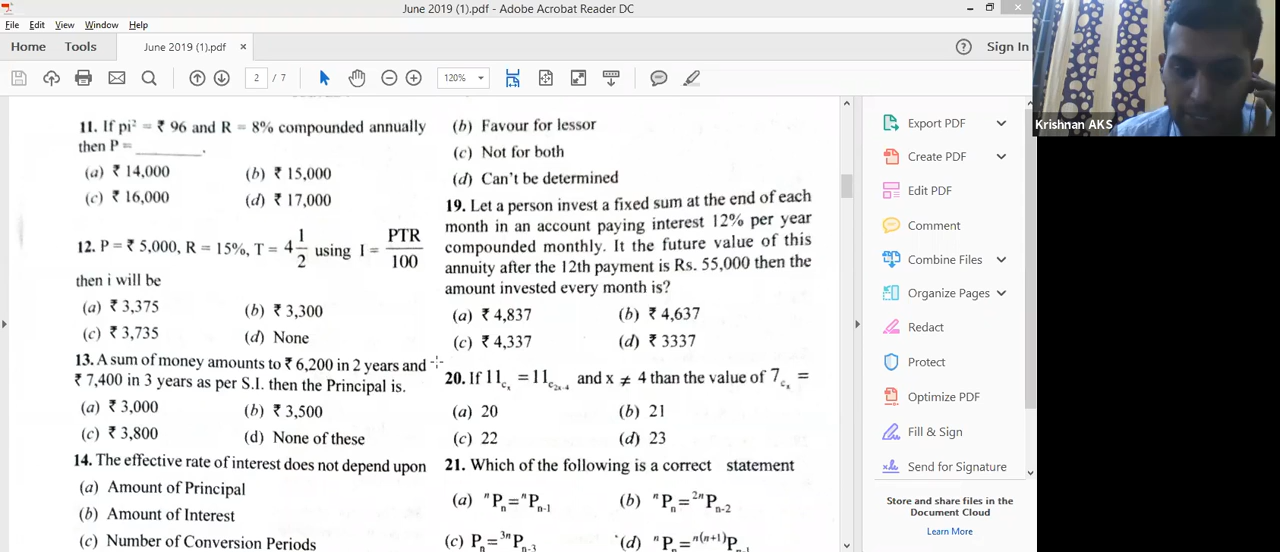 June 2019 (1).pdf - Adobe Acrobat Reader DC
File Edit View Window Help
Home Tools June 2019 (1).pdf × Sign In
2 / 7 120%
11. If pi² = ₹ 96 and R = 8% compounded annually
then P = ________.
(a) ₹ 14,000 (b) ₹ 15,000
(c) ₹ 16,000 (d) ₹ 17,000
12. P = ₹ 5,000, R = 15%, T = 4 1/2 using I = PTR/100
then i will be
(a) ₹ 3,375 (b) ₹ 3,300
(c) ₹ 3,735 (d) None
13. A sum of money amounts to ₹ 6,200 in 2 years and
₹ 7,400 in 3 years as per S.I. then the Principal is.
(a) ₹ 3,000 (b) ₹ 3,500
(c) ₹ 3,800 (d) None of these
14. The effective rate of interest does not depend upon
(a) Amount of Principal
(b) Amount of Interest
(c) Number of Conversion Periods
(b) Favour for lessor
(c) Not for both
(d) Can't be determined
19. Let a person invest a fixed sum at the end of each
month in an account paying interest 12% per year
compounded monthly. It the future value of this
annuity after the 12th payment is Rs. 55,000 then the
amount invested every month is?
(a) ₹ 4,837 (b) ₹ 4,637
(c) ₹ 4,337 (d) ₹ 3337
20. If 11cₓ = 11c₂ₓ₋₄ and x ≠ 4 than the value of 7cₓ =
(a) 20 (b) 21
(c) 22 (d) 23
21. Which of the following is a correct statement
(a) ⁿPₙ = ⁿPₙ₋₁ (b) ⁿPₙ = ²ⁿPₙ₋₂
(c) Pₙ = ³ⁿPₙ₋₃ (d) ⁿPₙ = ⁿ⁽ⁿ⁺¹⁾Pₙ₋₁
Export PDF
Create PDF
Edit PDF
Comment
Combine Files
Organize Pages
Redact
Protect
Optimize PDF
Fill & Sign
Send for Signature
Store and share files in the
Document Cloud
Learn More
Krishnan AKS